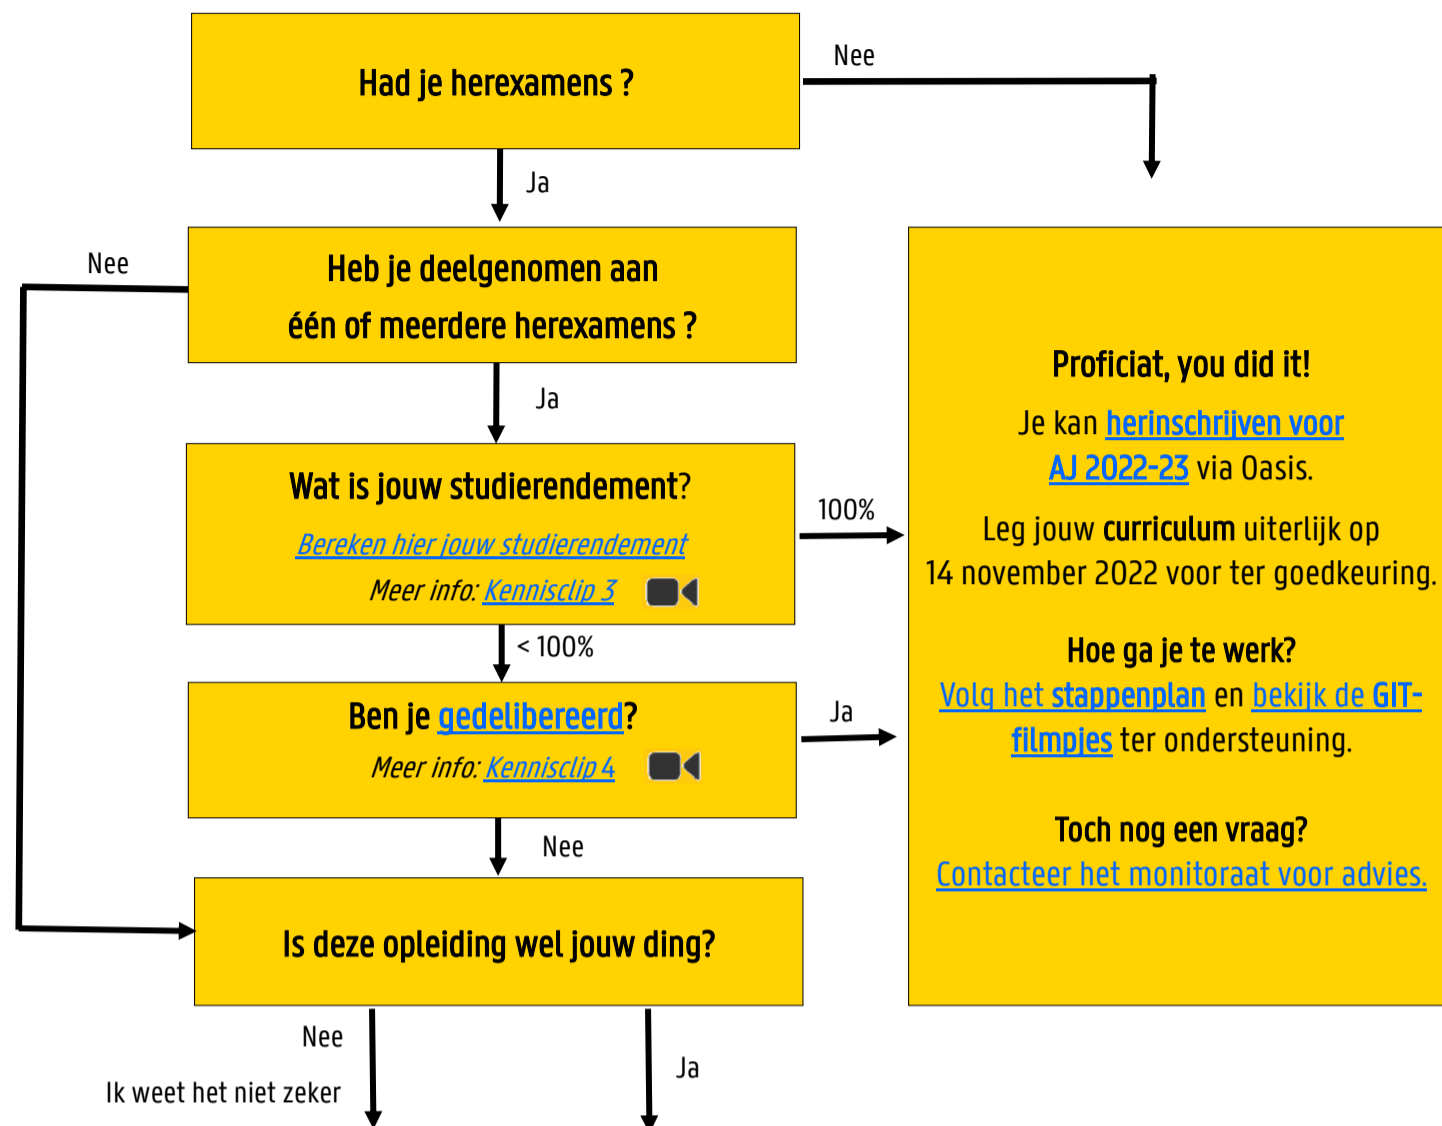 Had je herexamens ?
Nee
Ja
Nee
Heb je deelgenomen aan
één of meerdere herexamens ?
Ja
Wat is jouw studierendement?
Bereken hier jouw studierendement
Meer info: Kennisclip 3
100%
< 100%
Ben je gedelibereerd?
Meer info: Kennisclip 4
Ja
Nee
Is deze opleiding wel jouw ding?
Nee
Ik weet het niet zeker
Ja
Proficiat, you did it!
Je kan herinschrijven voor
AJ 2022-23 via Oasis.
Leg jouw curriculum uiterlijk op
14 november 2022 voor ter goedkeuring.
Hoe ga je te werk?
Volg het stappenplan en bekijk de GIT-
filmpjes ter ondersteuning.
Toch nog een vraag?
Contacteer het monitoraat voor advies.